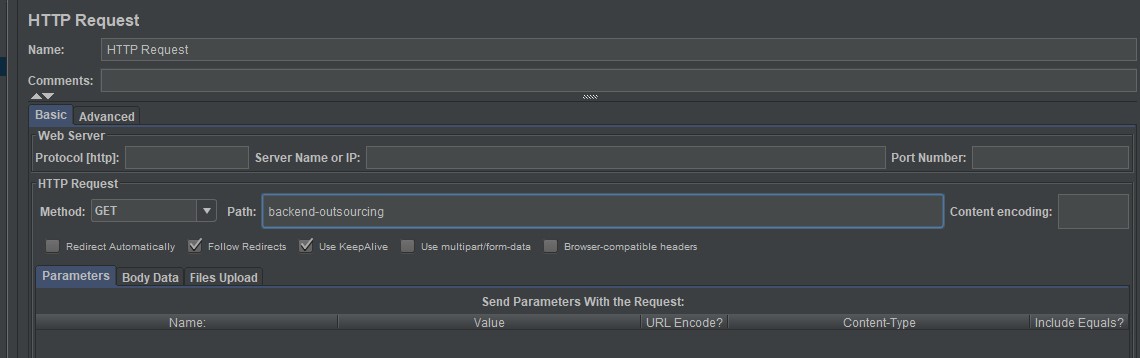 HTTP Request
Name: HTTP Request
Comments:
Basic Advanced
Web Server
Protocol [http]: Server Name or IP: Port Number:
HTTP Request
Method: GET Path: backend-outsourcing Content encoding:
Redirect Automatically Follow Redirects Use KeepAlive Use multipart/form-data Browser-compatible headers
Parameters Body Data Files Upload
Send Parameters With the Request:
Name: Value URL Encode? Content-Type Include Equals?